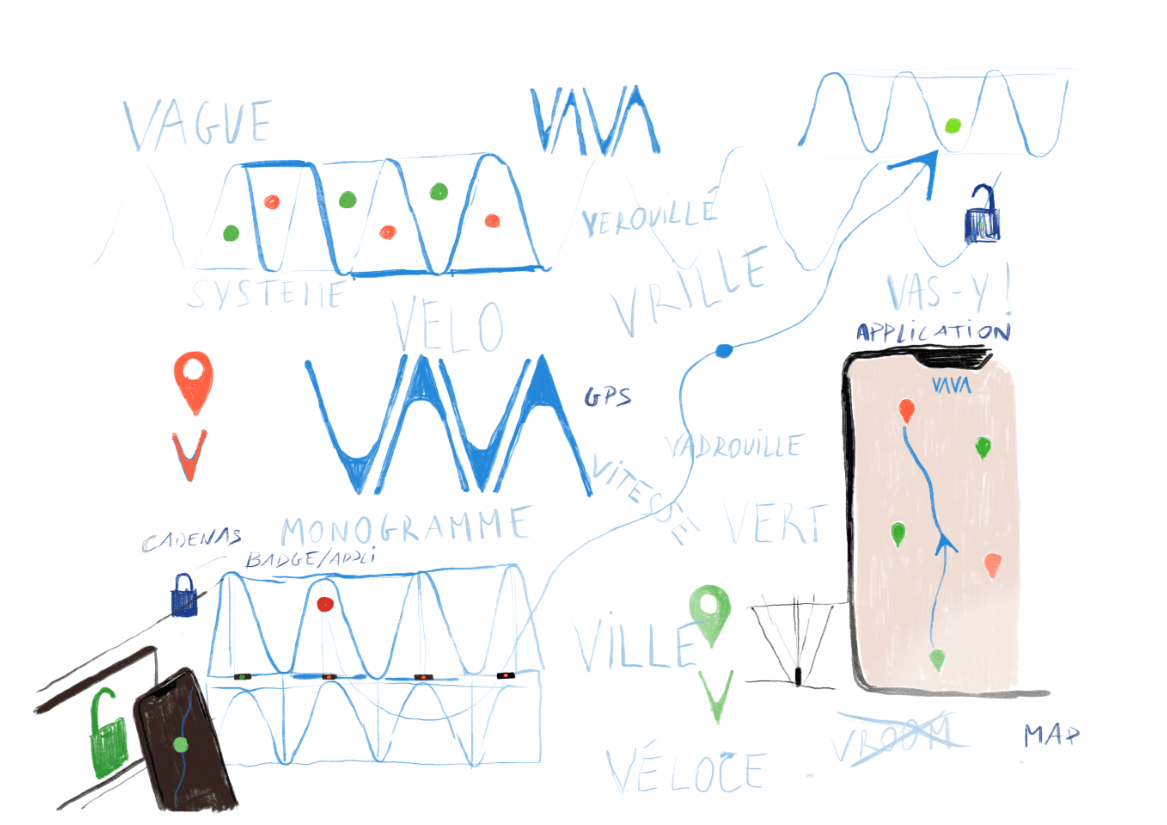 VAGUE
VAVA
VEROUILLÉ
SYSTEME
VRILLE
VAS-Y!
VELO
APPLICATION
VAVA
VAVA
GPS
VADROUILLE
VITESSE
VERT
MONOGRAMME
CADENAS
BADGE/APPLI
VILLE
VROOM
MAP
VÉLOCE